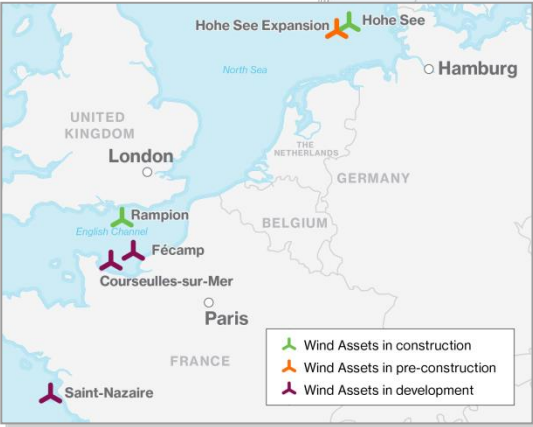 Hohe See Expansion
Hohe See
North Sea
Hamburg
UNITED
KINGDOM
London
THE
NETHERLANDS
GERMANY
Rampion
English Channel
BELGIUM
Fécamp
Courseulles-sur-Mer
Paris
Wind Assets in construction
FRANCE
Wind Assets in pre-construction
Wind Assets in development
Saint-Nazaire